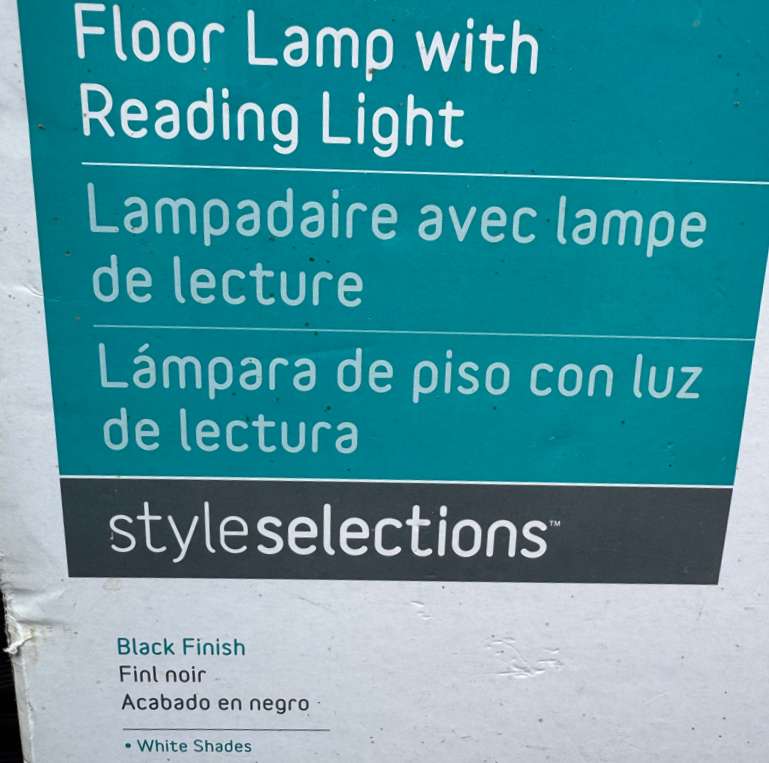 Floor Lamp with
Reading Light
Lampadaire avec lampe
de lecture
Lámpara de piso con luz
de lectura
styleselections™
Black Finish
Finl noir
Acabado en negro
• White Shades